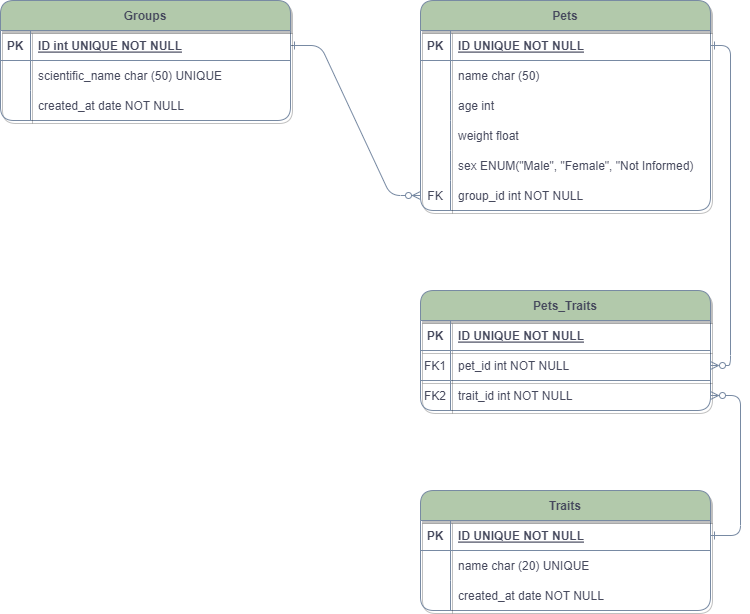 Groups
PK ID int UNIQUE NOT NULL
scientific_name char (50) UNIQUE
created_at date NOT NULL
Pets
PK ID UNIQUE NOT NULL
name char (50)
age int
weight float
sex ENUM("Male", "Female", "Not Informed)
FK group_id int NOT NULL
Pets_Traits
PK ID UNIQUE NOT NULL
FK1 pet_id int NOT NULL
FK2 trait_id int NOT NULL
Traits
PK ID UNIQUE NOT NULL
name char (20) UNIQUE
created_at date NOT NULL